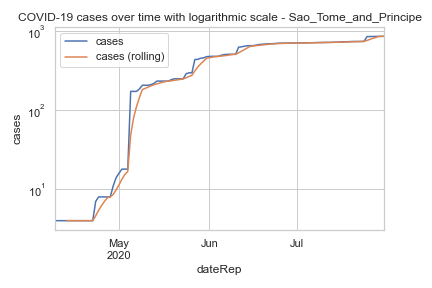 COVID-19 cases over time with logarithmic scale - Sao_Tome_and_Principe
cases
cases (rolling)
10³
10²
10¹
cases
May
2020
Jun
Jul
dateRep